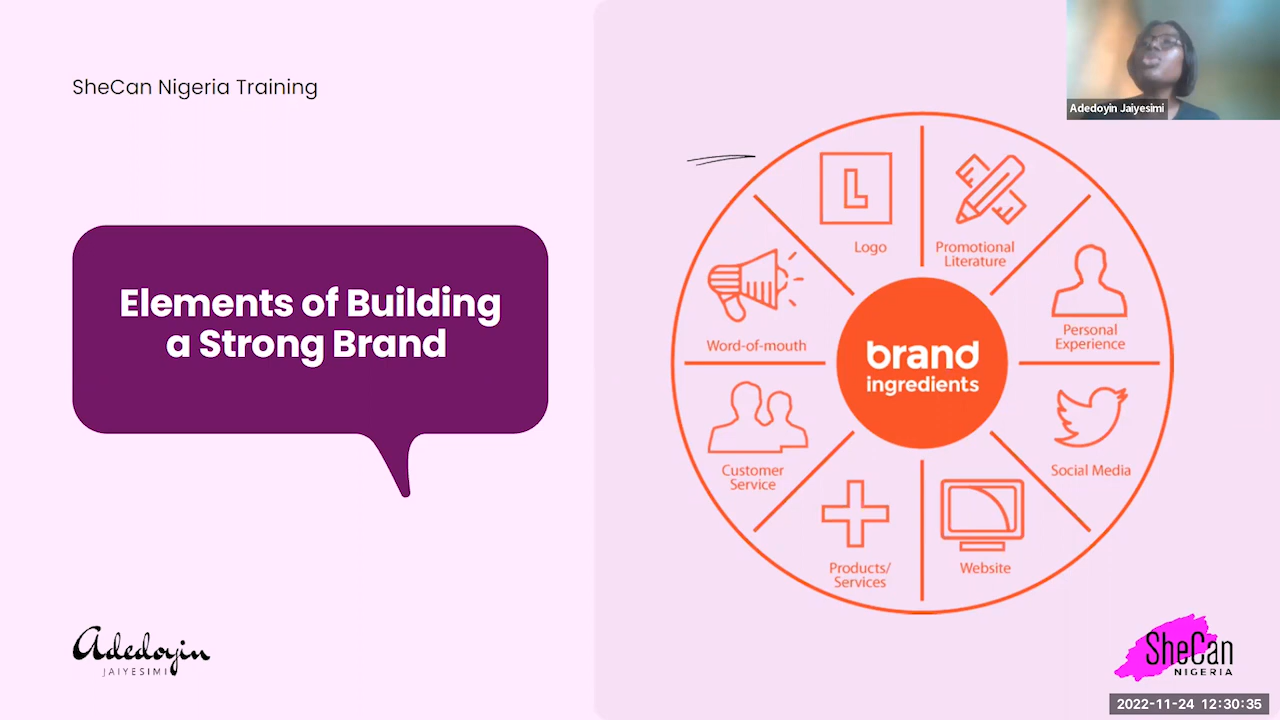 SheCan Nigeria Training
Adedoyin Jaiyesimi
Elements of Building
a Strong Brand
L
Logo
Promotional
Literature
Personal
Experience
Social Media
Website
Products/
Services
Customer
Service
Word-of-mouth
brand
ingredients
Adedoyin
JAIYESIMI
SheCan
NIGERIA
2022-11-24 12:30:35